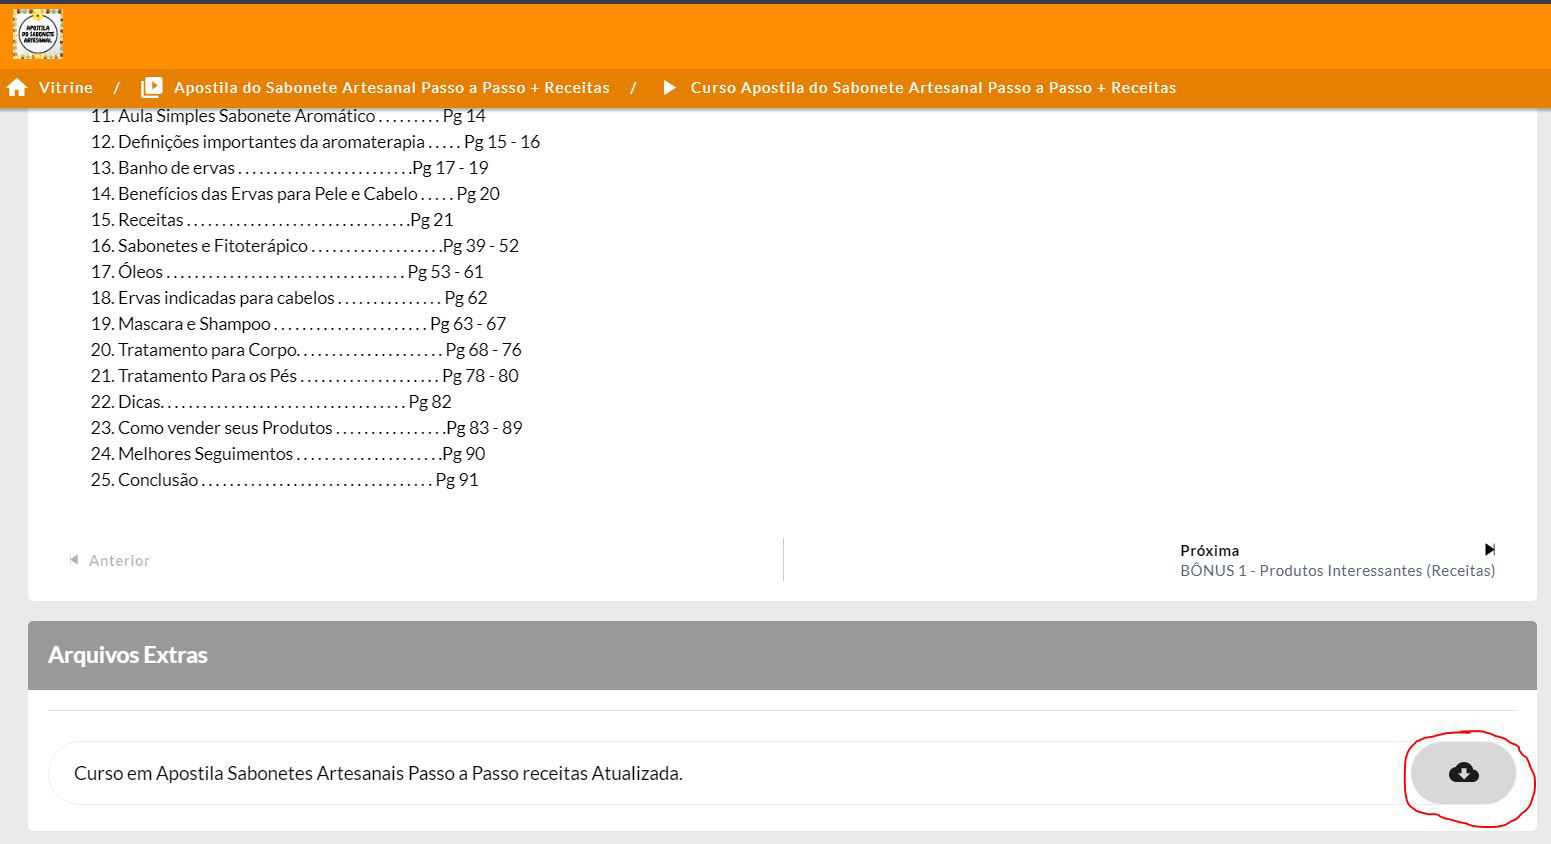 APOSTILA
DO SABONETE
ARTESANAL
Vitrine / Apostila do Sabonete Artesanal Passo a Passo + Receitas / Curso Apostila do Sabonete Artesanal Passo a Passo + Receitas
11. Aula Simples Sabonete Aromático . . . . . . . . . Pg 14
12. Definições importantes da aromaterapia . . . . . Pg 15 - 16
13. Banho de ervas . . . . . . . . . . . . . . . . . . . . . . . . .Pg 17 - 19
14. Benefícios das Ervas para Pele e Cabelo . . . . . Pg 20
15. Receitas . . . . . . . . . . . . . . . . . . . . . . . . . . . . . . . .Pg 21
16. Sabonetes e Fitoterápico . . . . . . . . . . . . . . . . . . .Pg 39 - 52
17. Óleos . . . . . . . . . . . . . . . . . . . . . . . . . . . . . . . . . . Pg 53 - 61
18. Ervas indicadas para cabelos . . . . . . . . . . . . . . . Pg 62
19. Mascara e Shampoo . . . . . . . . . . . . . . . . . . . . . . Pg 63 - 67
20. Tratamento para Corpo. . . . . . . . . . . . . . . . . . . . . Pg 68 - 76
21. Tratamento Para os Pés . . . . . . . . . . . . . . . . . . . . Pg 78 - 80
22. Dicas. . . . . . . . . . . . . . . . . . . . . . . . . . . . . . . . . . . Pg 82
23. Como vender seus Produtos . . . . . . . . . . . . . . . .Pg 83 - 89
24. Melhores Seguimentos . . . . . . . . . . . . . . . . . . . . .Pg 90
25. Conclusão . . . . . . . . . . . . . . . . . . . . . . . . . . . . . . . . . Pg 91
Anterior
Próxima
BÔNUS 1 - Produtos Interessantes (Receitas)
Arquivos Extras
Curso em Apostila Sabonetes Artesanais Passo a Passo receitas Atualizada.